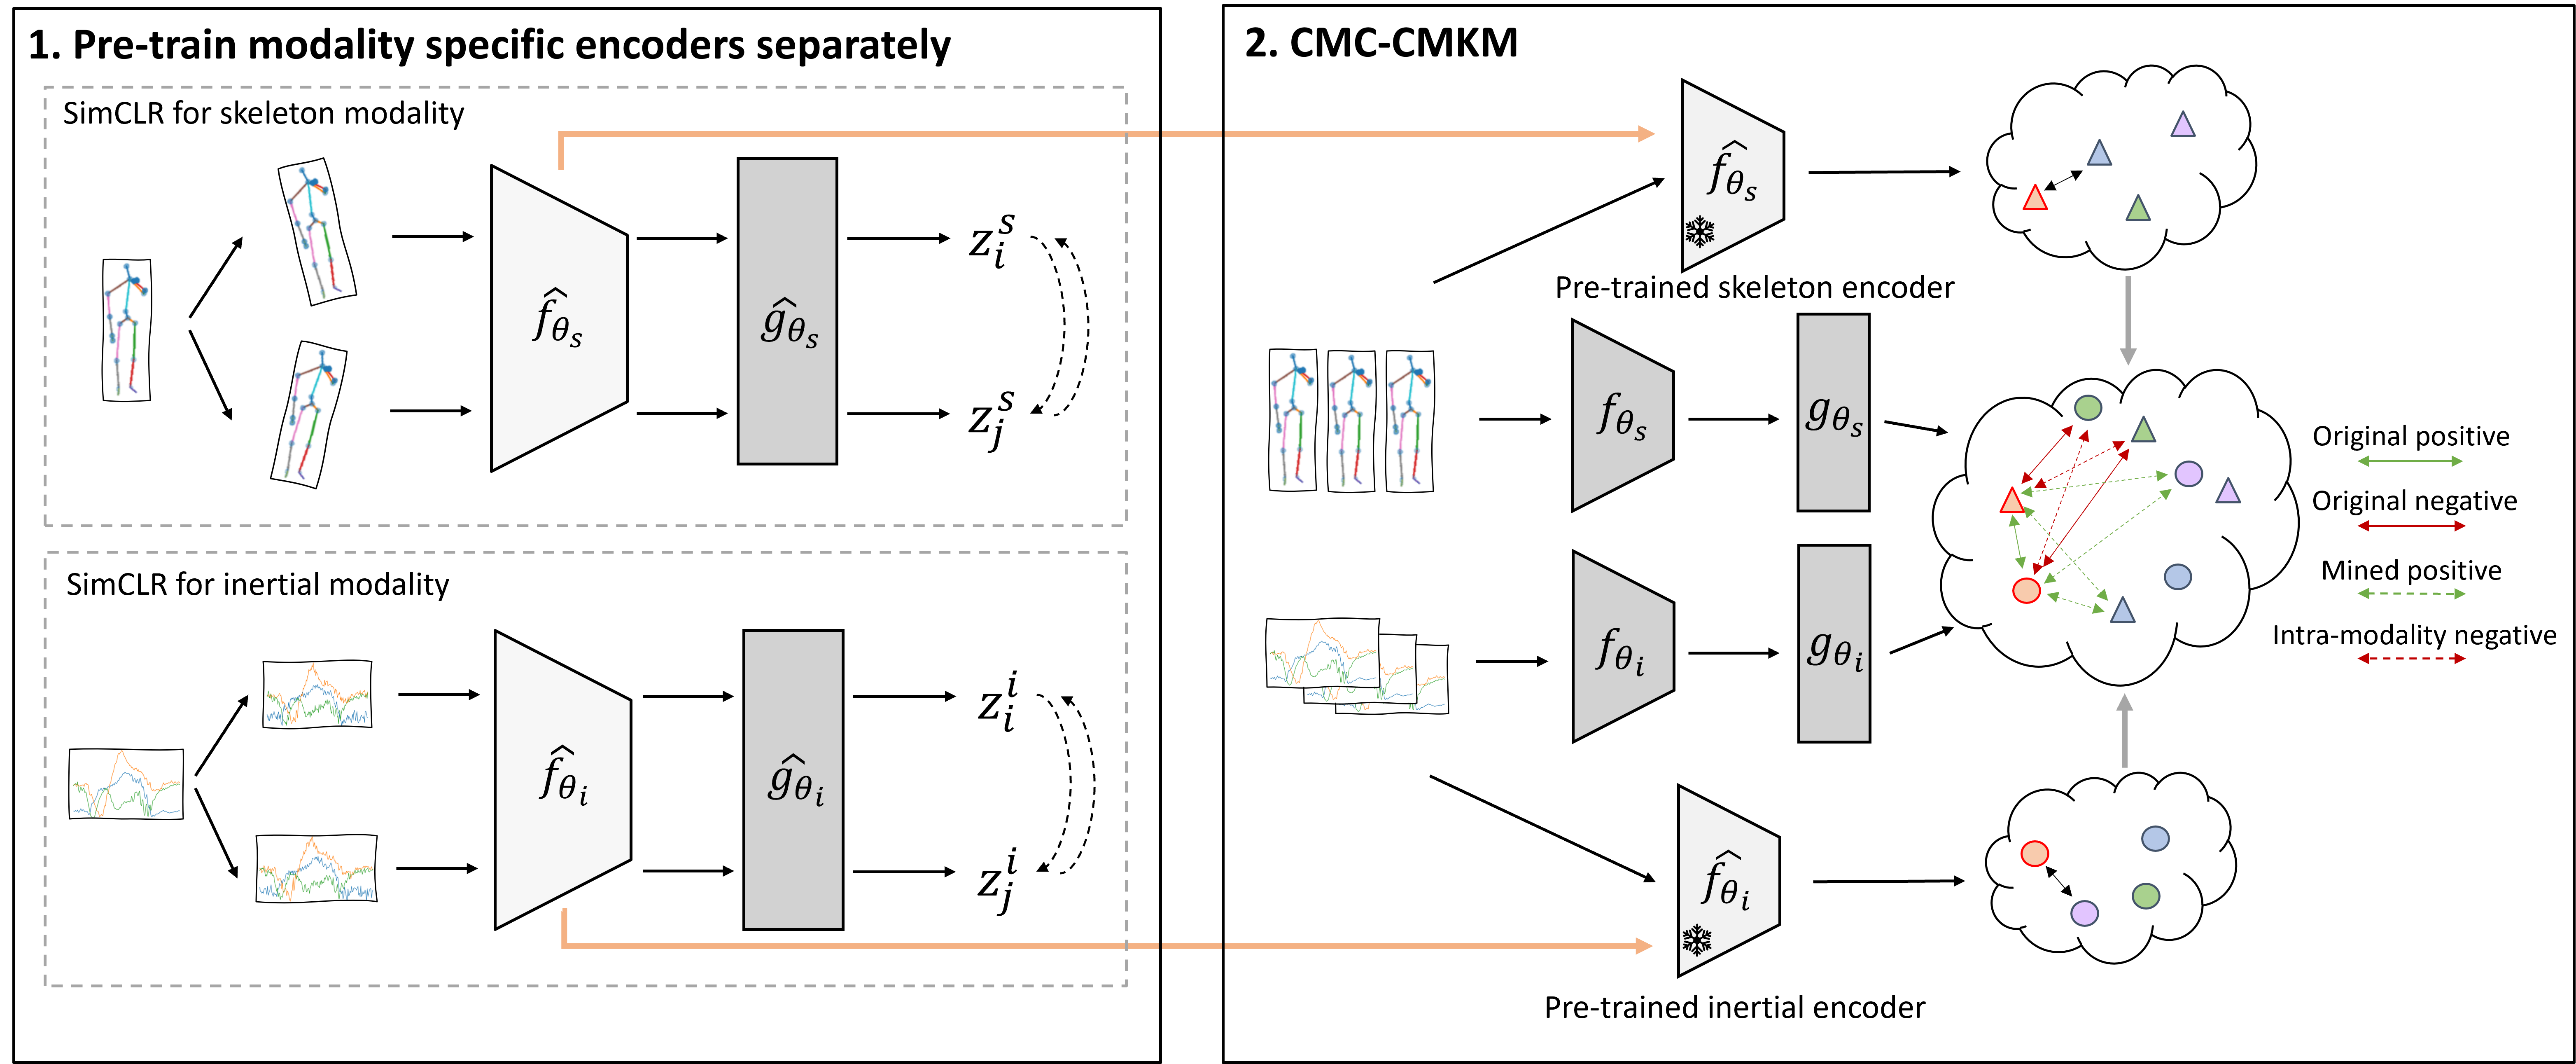 1. Pre-train modality specific encoders separately
SimCLR for skeleton modality
$\hat{f}_{\theta_s}$
$\hat{g}_{\theta_s}$
$z_i^s$
$z_j^s$
SimCLR for inertial modality
$\hat{f}_{\theta_i}$
$\hat{g}_{\theta_i}$
$z_i^i$
$z_j^i$
2. CMC-CMKM
$\hat{f}_{\theta_s}$
Pre-trained skeleton encoder
$f_{\theta_s}$
$g_{\theta_s}$
$f_{\theta_i}$
$g_{\theta_i}$
$\hat{f}_{\theta_i}$
Pre-trained inertial encoder
Original positive
Original negative
Mined positive
Intra-modality negative